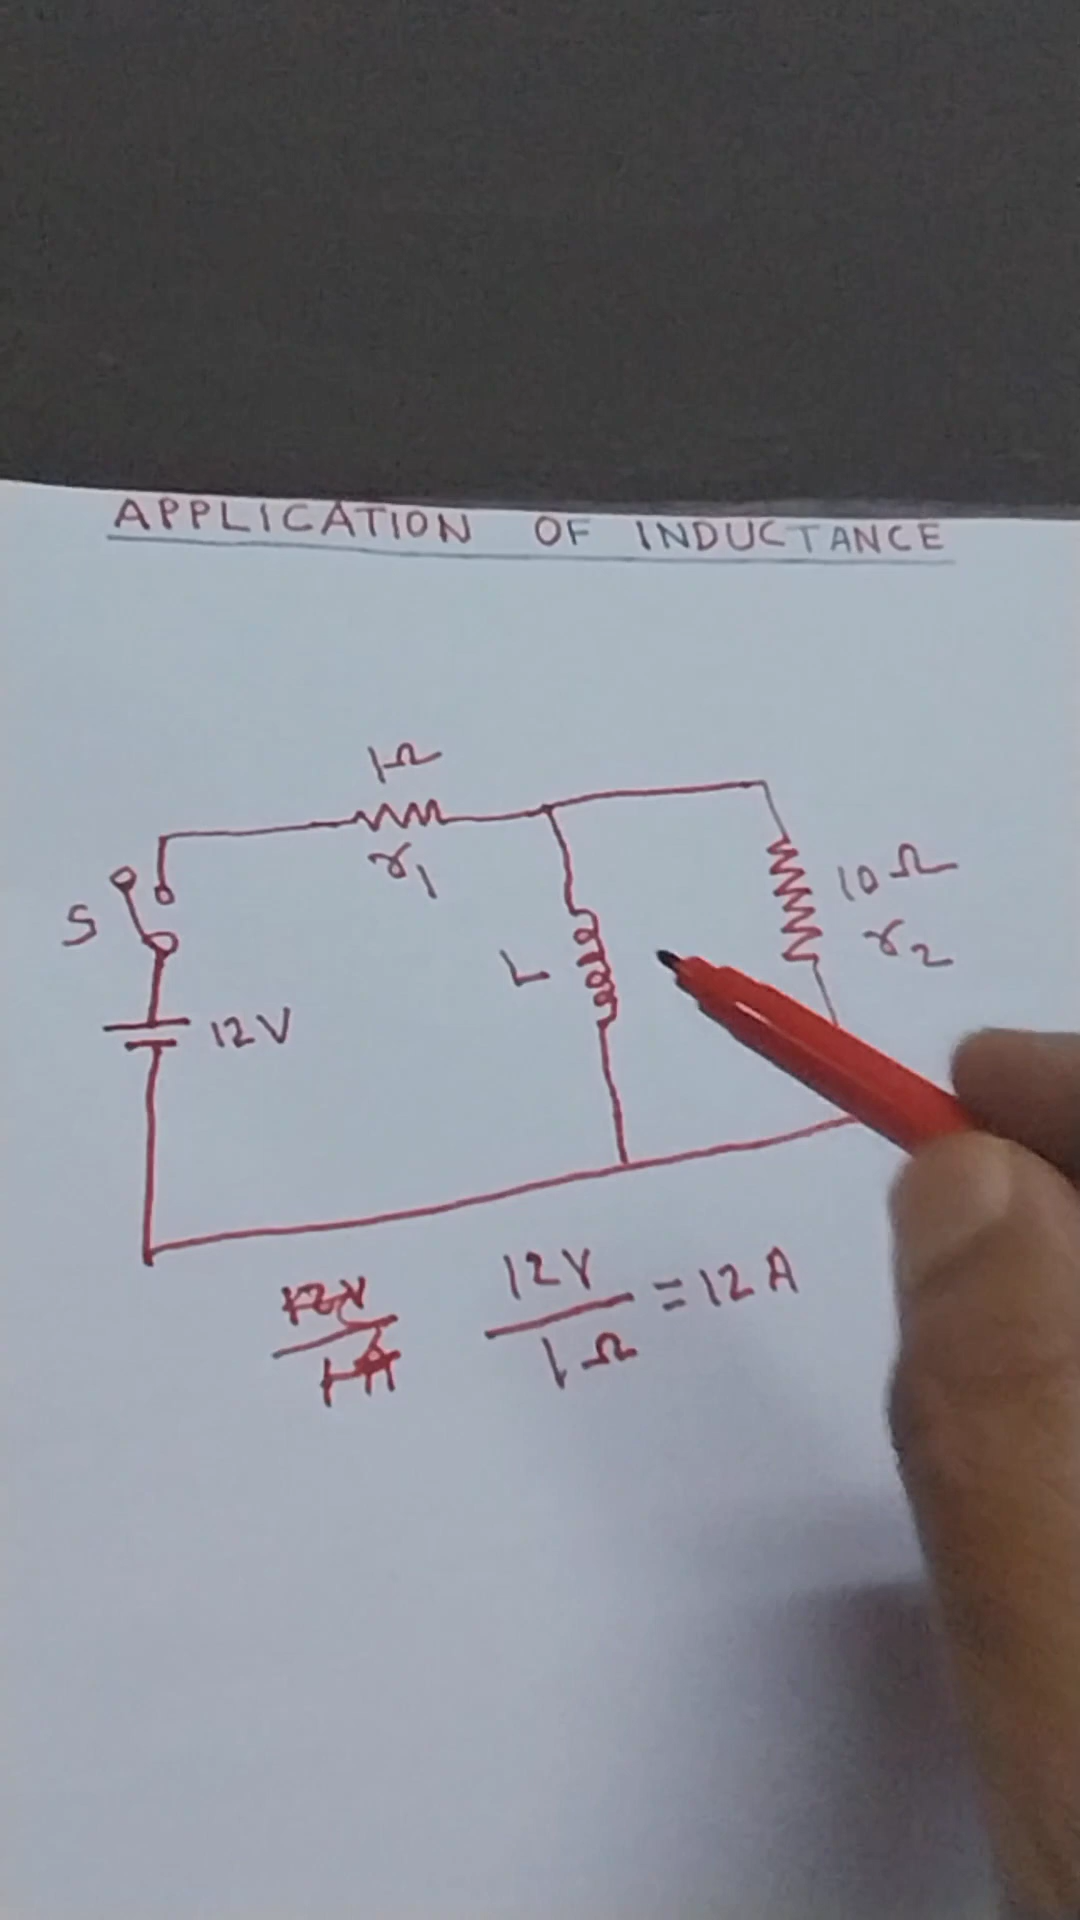 APPLICATION OF INDUCTANCE
1Ω
r1
S
12V
L
10Ω
r2
12V
1Ω
= 12A